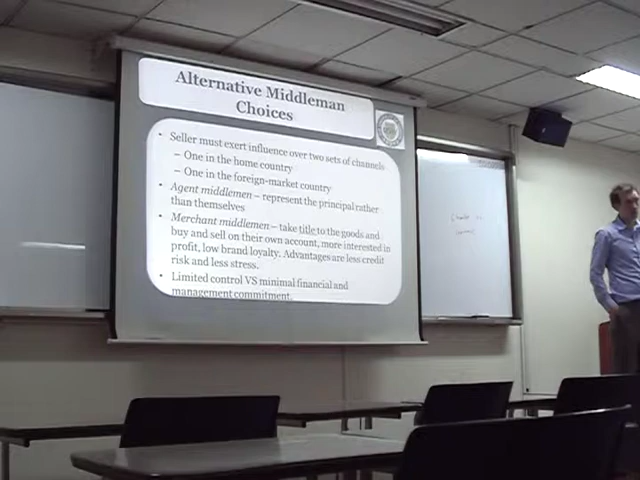 Alternative Middleman
Choices
• Seller must exert influence over two sets of channels
– One in the home country
– One in the foreign-market country
• Agent middlemen – represent the principal rather
than themselves
• Merchant middlemen – take title to the goods and
buy and sell on their own account, more interested in
profit, low brand loyalty. Advantages are less credit
risk and less stress.
• Limited control VS minimal financial and
management commitment.